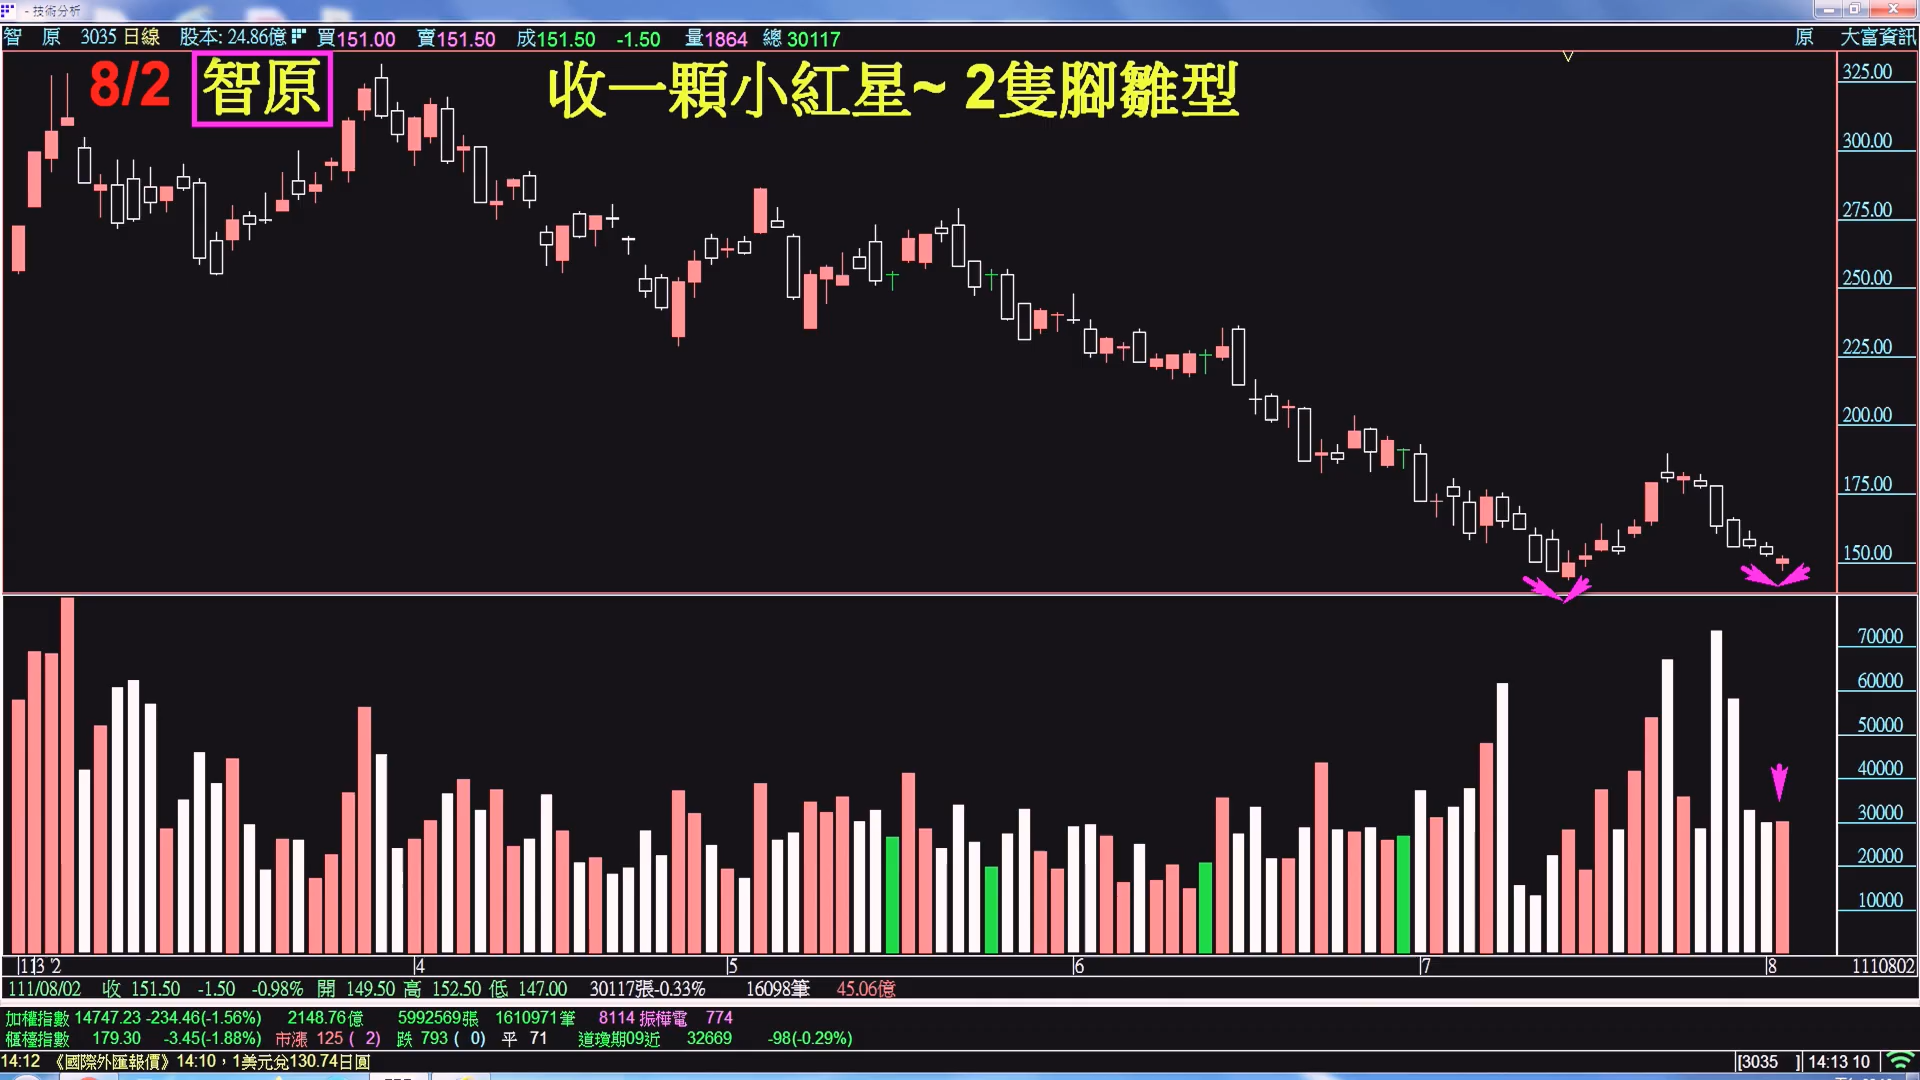 - 技術分析
智 原 3035 日線 股本: 24.86億 買151.00 賣151.50 成151.50 -1.50 量1864 總 30117 原 大富資訊
8/2 智原 收一顆小紅星~ 2隻腳雛型
325.00
300.00
275.00
250.00
225.00
200.00
175.00
150.00
70000
60000
50000
40000
30000
20000
10000
4 5 6 7 8 1110802
111/08/02 收 151.50 -1.50 -0.98% 開 149.50 高 152.50 低 147.00 30117張-0.33% 16098筆 45.06億
加權指數 14747.23 -234.46(-1.56%) 2148.76億 5992569張 1610971筆 8114 振樺電 774
櫃檯指數 179.30 -3.45(-1.88%) 市漲 125 ( 2) 跌 793 ( 0) 平 71 道瓊期09近 32669 -98(-0.29%)
14:12 《國際外匯報價》14:10，1美元兌130.74日圓 [3035 ] 14:13 10